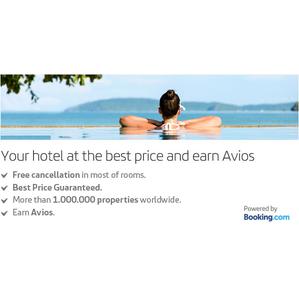 Your hotel at the best price and earn Avios
Free cancellation in most of rooms.
Best Price Guaranteed.
More than 1.000.000 properties worldwide.
Earn Avios.
Powered by
Booking.com